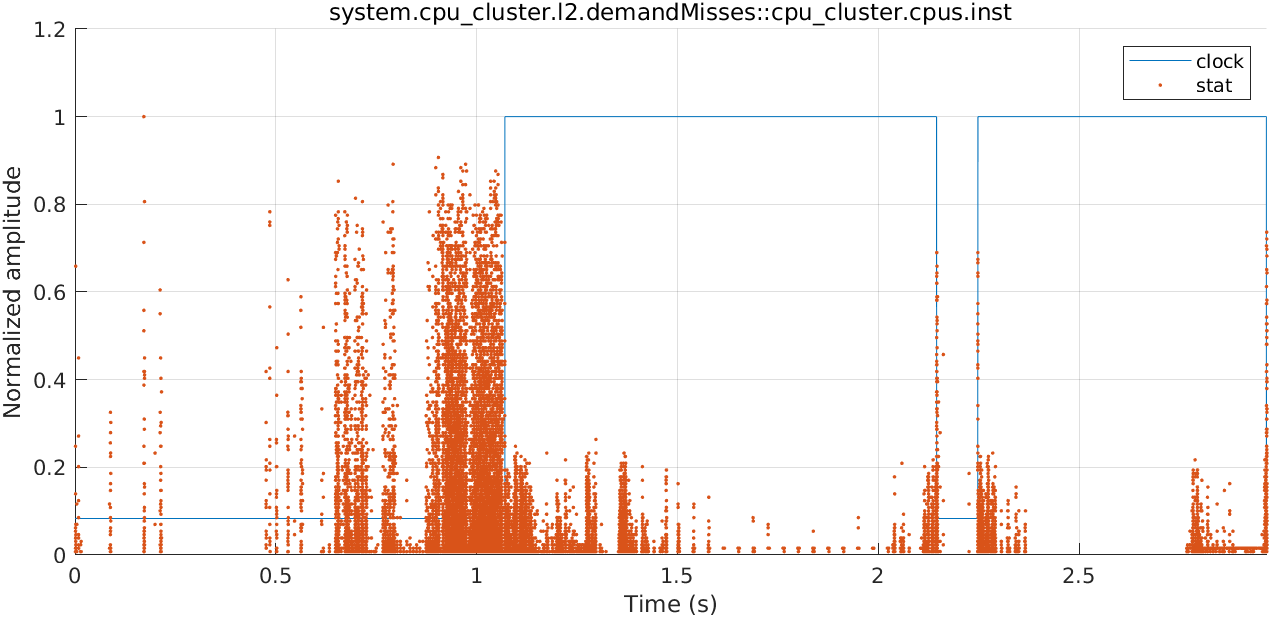 system.cpu_cluster.l2.demandMisses::cpu_cluster.cpus.inst
1.2
1
0.8
0.6
0.4
0.2
0
Normalized amplitude
clock
stat
0 0.5 1 1.5 2 2.5
Time (s)